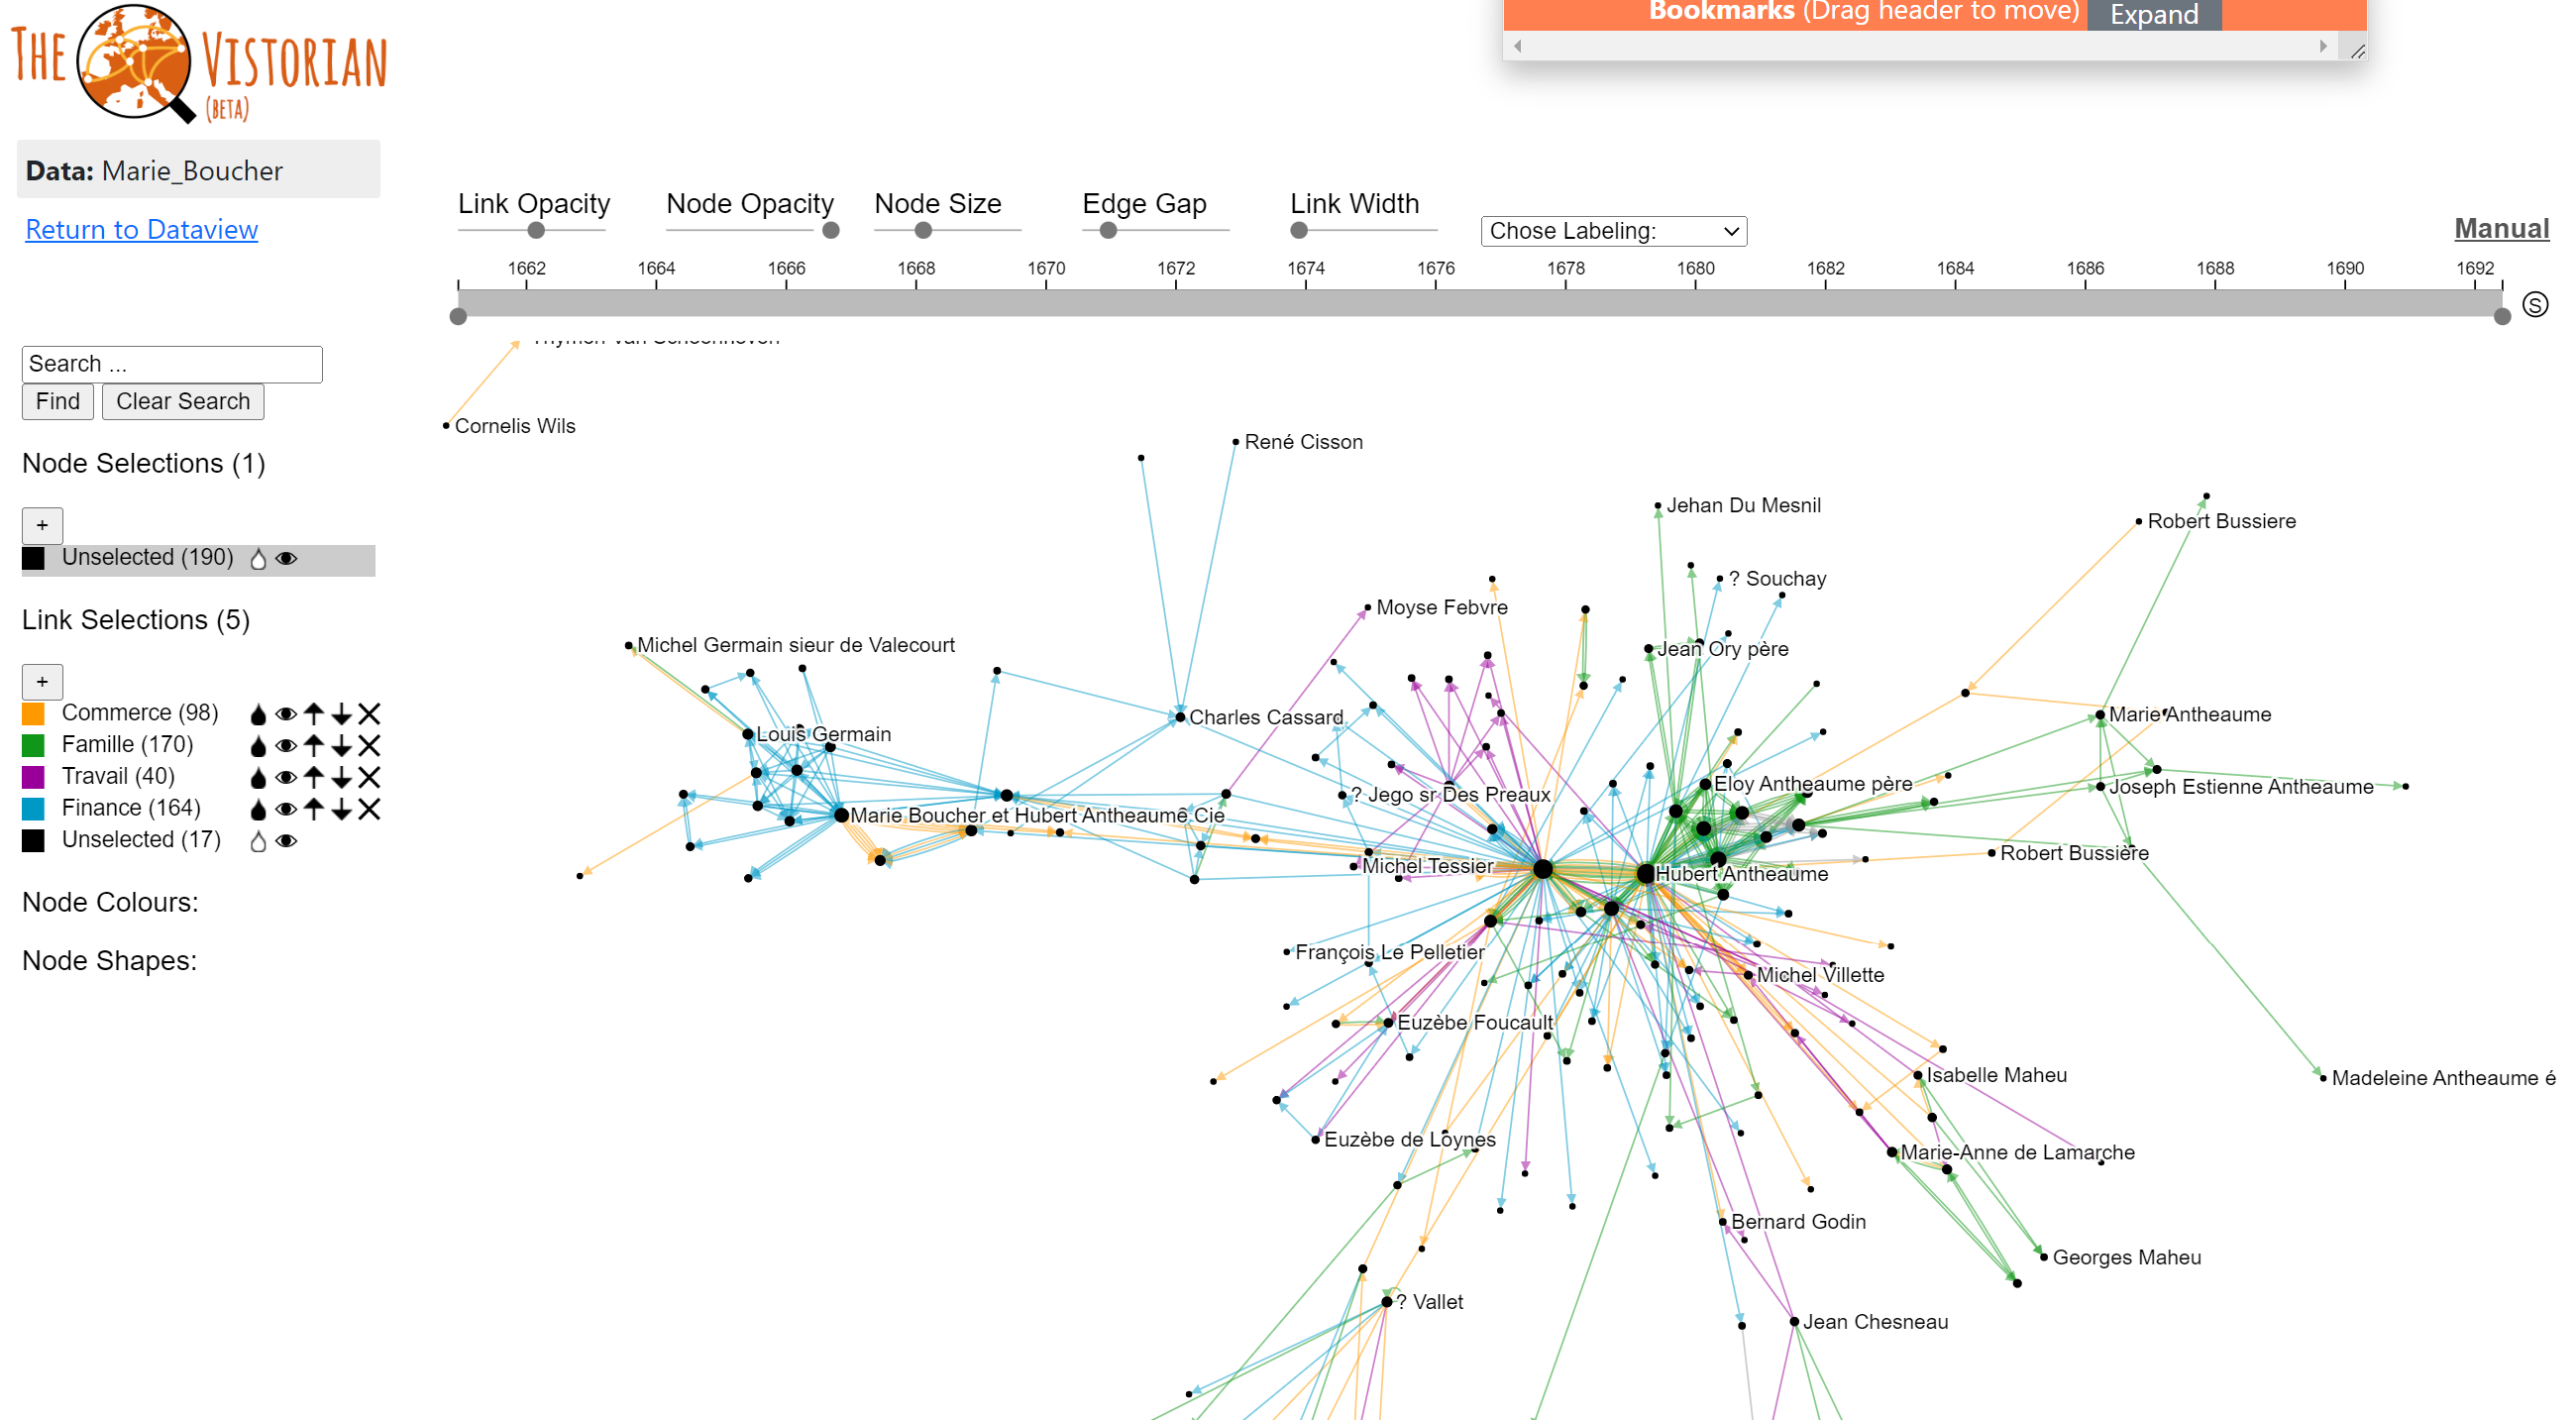 THE VISTORIAN
(BETA)
Bookmarks (Drag header to move) Expand
Data: Marie_Boucher
Return to Dataview
Link Opacity
Node Opacity
Node Size
Edge Gap
Link Width
Chose Labeling:
Manual
1662 1664 1666 1668 1670 1672 1674 1676 1678 1680 1682 1684 1686 1688 1690 1692
S
Search ...
Find
Clear Search
Node Selections (1)
+
Unselected (190)
Link Selections (5)
+
Commerce (98)
Famille (170)
Travail (40)
Finance (164)
Unselected (17)
Node Colours:
Node Shapes:
Cornelis Wils
René Cisson
Jehan Du Mesnil
Robert Bussiere
? Souchay
Moyse Febvre
Michel Germain sieur de Valecourt
Jean Ory père
Marie Antheaume
Charles Cassard
Louis Germain
Eloy Antheaume père
Joseph Estienne Antheaume
? Jego sr Des Preaux
Marie Boucher et Hubert Antheaume Cie
Robert Bussière
Michel Tessier
Hubert Antheaume
François Le Pelletier
Michel Villette
Euzèbe Foucault
Isabelle Maheu
Madeleine Antheaume é
Euzèbe de Loynes
Marie-Anne de Lamarche
Bernard Godin
Georges Maheu
? Vallet
Jean Chesneau